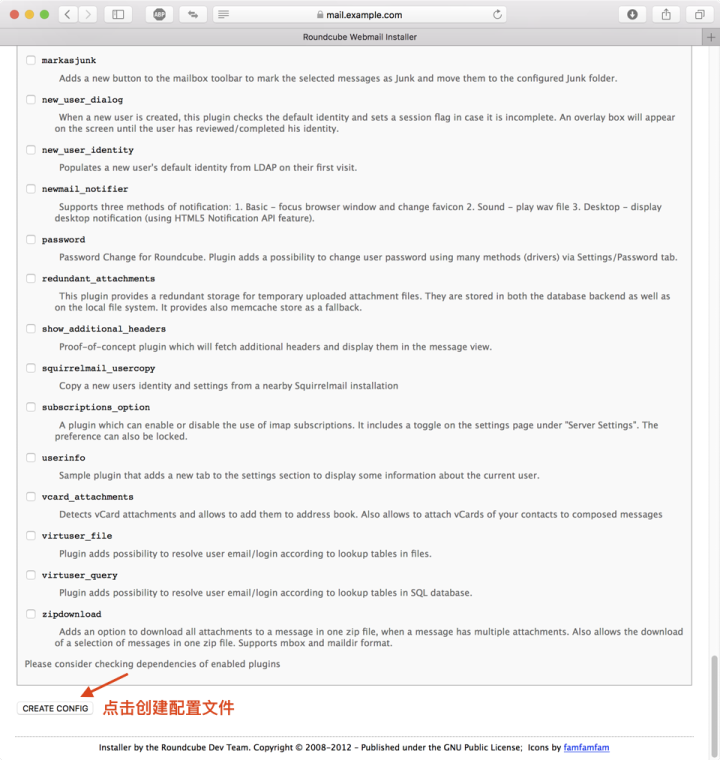 ABP
mail.example.com
Roundcube Webmail Installer
markasjunk
Adds a new button to the mailbox toolbar to mark the selected messages as Junk and move them to the configured Junk folder.
new_user_dialog
When a new user is created, this plugin checks the default identity and sets a session flag in case it is incomplete. An overlay box will appear
on the screen until the user has reviewed/completed his identity.
new_user_identity
Populates a new user's default identity from LDAP on their first visit.
newmail_notifier
Supports three methods of notification: 1. Basic - focus browser window and change favicon 2. Sound - play wav file 3. Desktop - display
desktop notification (using HTML5 Notification API feature).
password
Password Change for Roundcube. Plugin adds a possibility to change user password using many methods (drivers) via Settings/Password tab.
redundant_attachments
This plugin provides a redundant storage for temporary uploaded attachment files. They are stored in both the database backend as well as
on the local file system. It provides also memcache store as a fallback.
show_additional_headers
Proof-of-concept plugin which will fetch additional headers and display them in the message view.
squirrelmail_usercopy
Copy a new users identity and settings from a nearby Squirrelmail installation
subscriptions_option
A plugin which can enable or disable the use of imap subscriptions. It includes a toggle on the settings page under "Server Settings". The
preference can also be locked.
userinfo
Sample plugin that adds a new tab to the settings section to display some information about the current user.
vcard_attachments
Detects vCard attachments and allows to add them to address book. Also allows to attach vCards of your contacts to composed messages
virtuser_file
Plugin adds possibility to resolve user email/login according to lookup tables in files.
virtuser_query
Plugin adds possibility to resolve user email/login according to lookup tables in SQL database.
zipdownload
Adds an option to download all attachments to a message in one zip file, when a message has multiple attachments. Also allows the download
of a selection of messages in one zip file. Supports mbox and maildir format.
Please consider checking dependencies of enabled plugins
CREATE CONFIG 点击创建配置文件
Installer by the Roundcube Dev Team. Copyright © 2008-2012 - Published under the GNU Public License; Icons by famfamfam